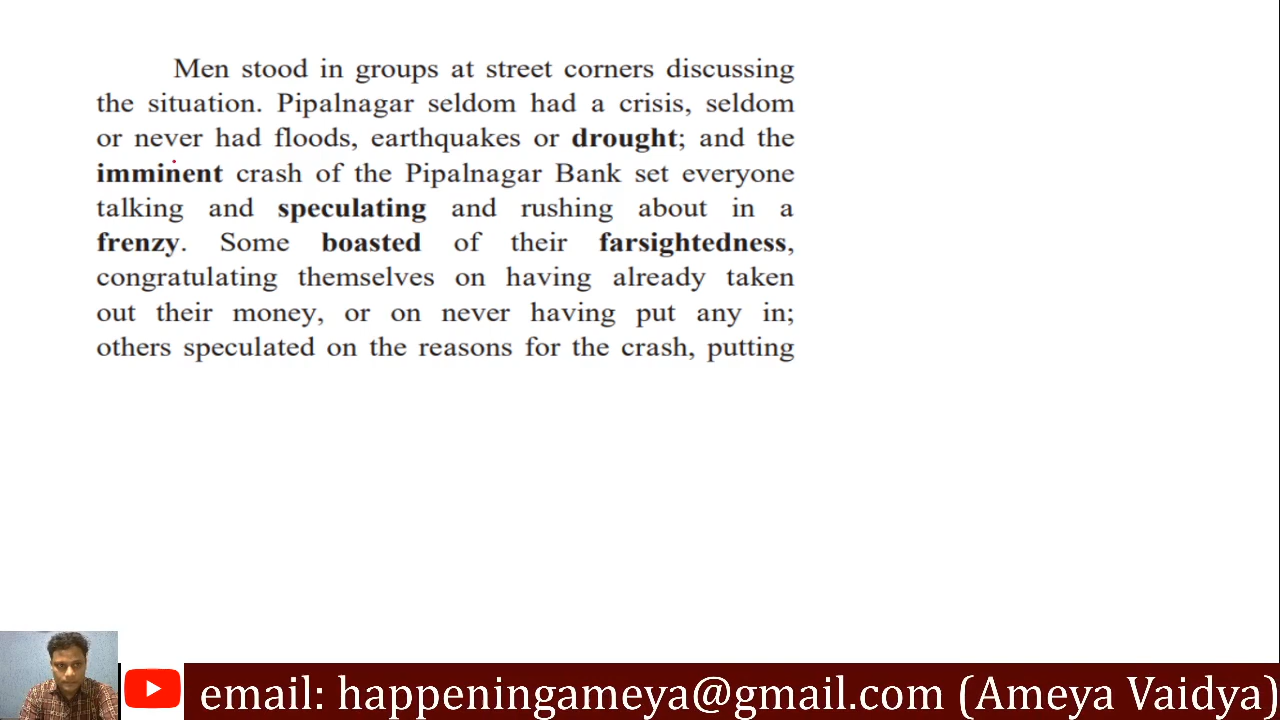 Men stood in groups at street corners discussing
the situation. Pipalnagar seldom had a crisis, seldom
or never had floods, earthquakes or drought; and the
imminent crash of the Pipalnagar Bank set everyone
talking and speculating and rushing about in a
frenzy. Some boasted of their farsightedness,
congratulating themselves on having already taken
out their money, or on never having put any in;
others speculated on the reasons for the crash, putting
email: happeningameya@gmail.com (Ameya Vaidya)